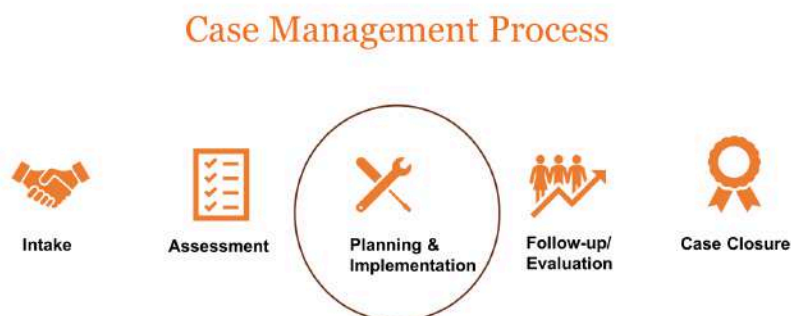 Case Management Process
Intake
Assessment
Planning &
Implementation
Follow-up/
Evaluation
Case Closure